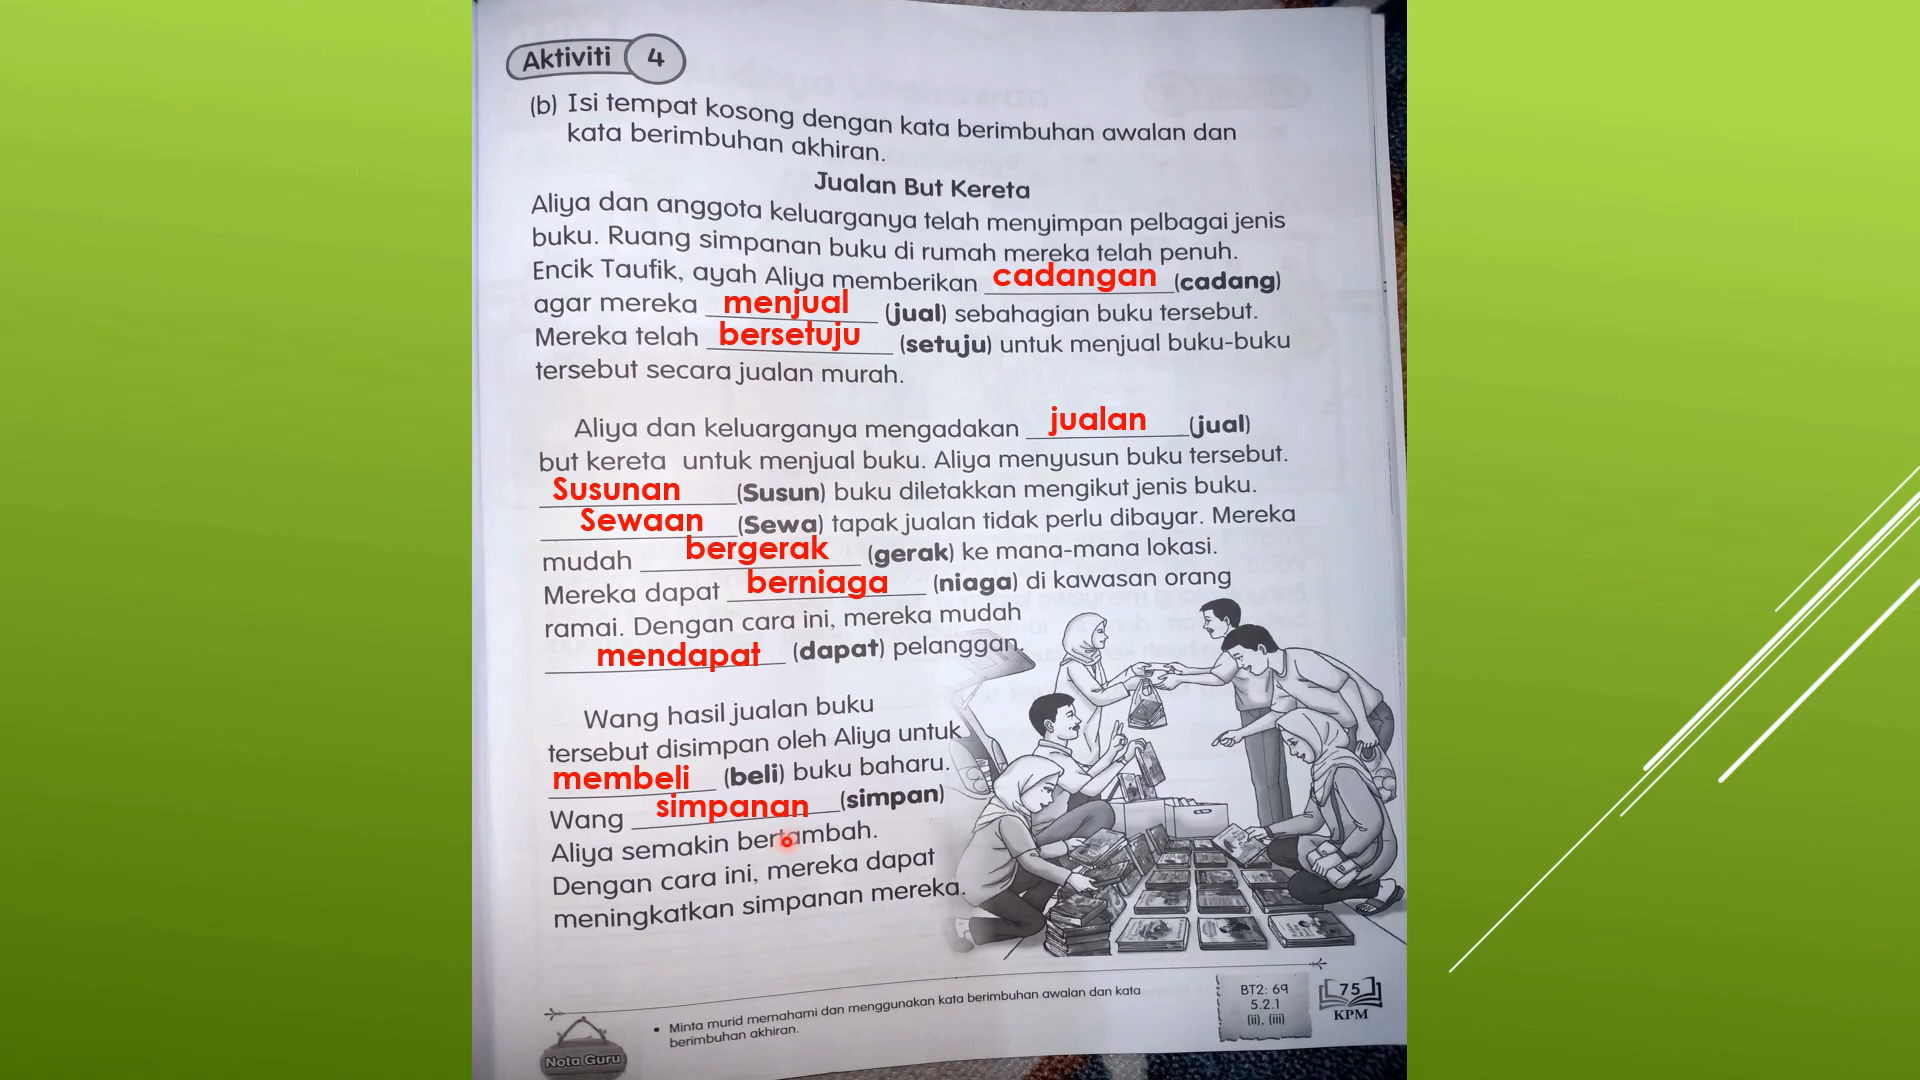 Aktiviti 4
(b) Isi tempat kosong dengan kata berimbuhan awalan dan
kata berimbuhan akhiran.
Jualan But Kereta
Aliya dan anggota keluarganya telah menyimpan pelbagai jenis
buku. Ruang simpanan buku di rumah mereka telah penuh.
Encik Taufik, ayah Aliya memberikan cadangan (cadang)
agar mereka menjual (jual) sebahagian buku tersebut.
Mereka telah bersetuju (setuju) untuk menjual buku-buku
tersebut secara jualan murah.
Aliya dan keluarganya mengadakan jualan (jual)
but kereta untuk menjual buku. Aliya menyusun buku tersebut.
Susunan (Susun) buku diletakkan mengikut jenis buku.
Sewaan (Sewa) tapak jualan tidak perlu dibayar. Mereka
mudah bergerak (gerak) ke mana-mana lokasi.
Mereka dapat berniaga (niaga) di kawasan orang
ramai. Dengan cara ini, mereka mudah
mendapat (dapat) pelanggan.
Wang hasil jualan buku
tersebut disimpan oleh Aliya untuk
membeli (beli) buku baharu.
Wang simpanan (simpan)
Aliya semakin bertambah.
Dengan cara ini, mereka dapat
meningkatkan simpanan mereka.
Nota Guru
• Minta murid memahami dan menggunakan kata berimbuhan awalan dan kata
berimbuhan akhiran.
BT2: 69
5.2.1
(ii), (iii)
75
KPM